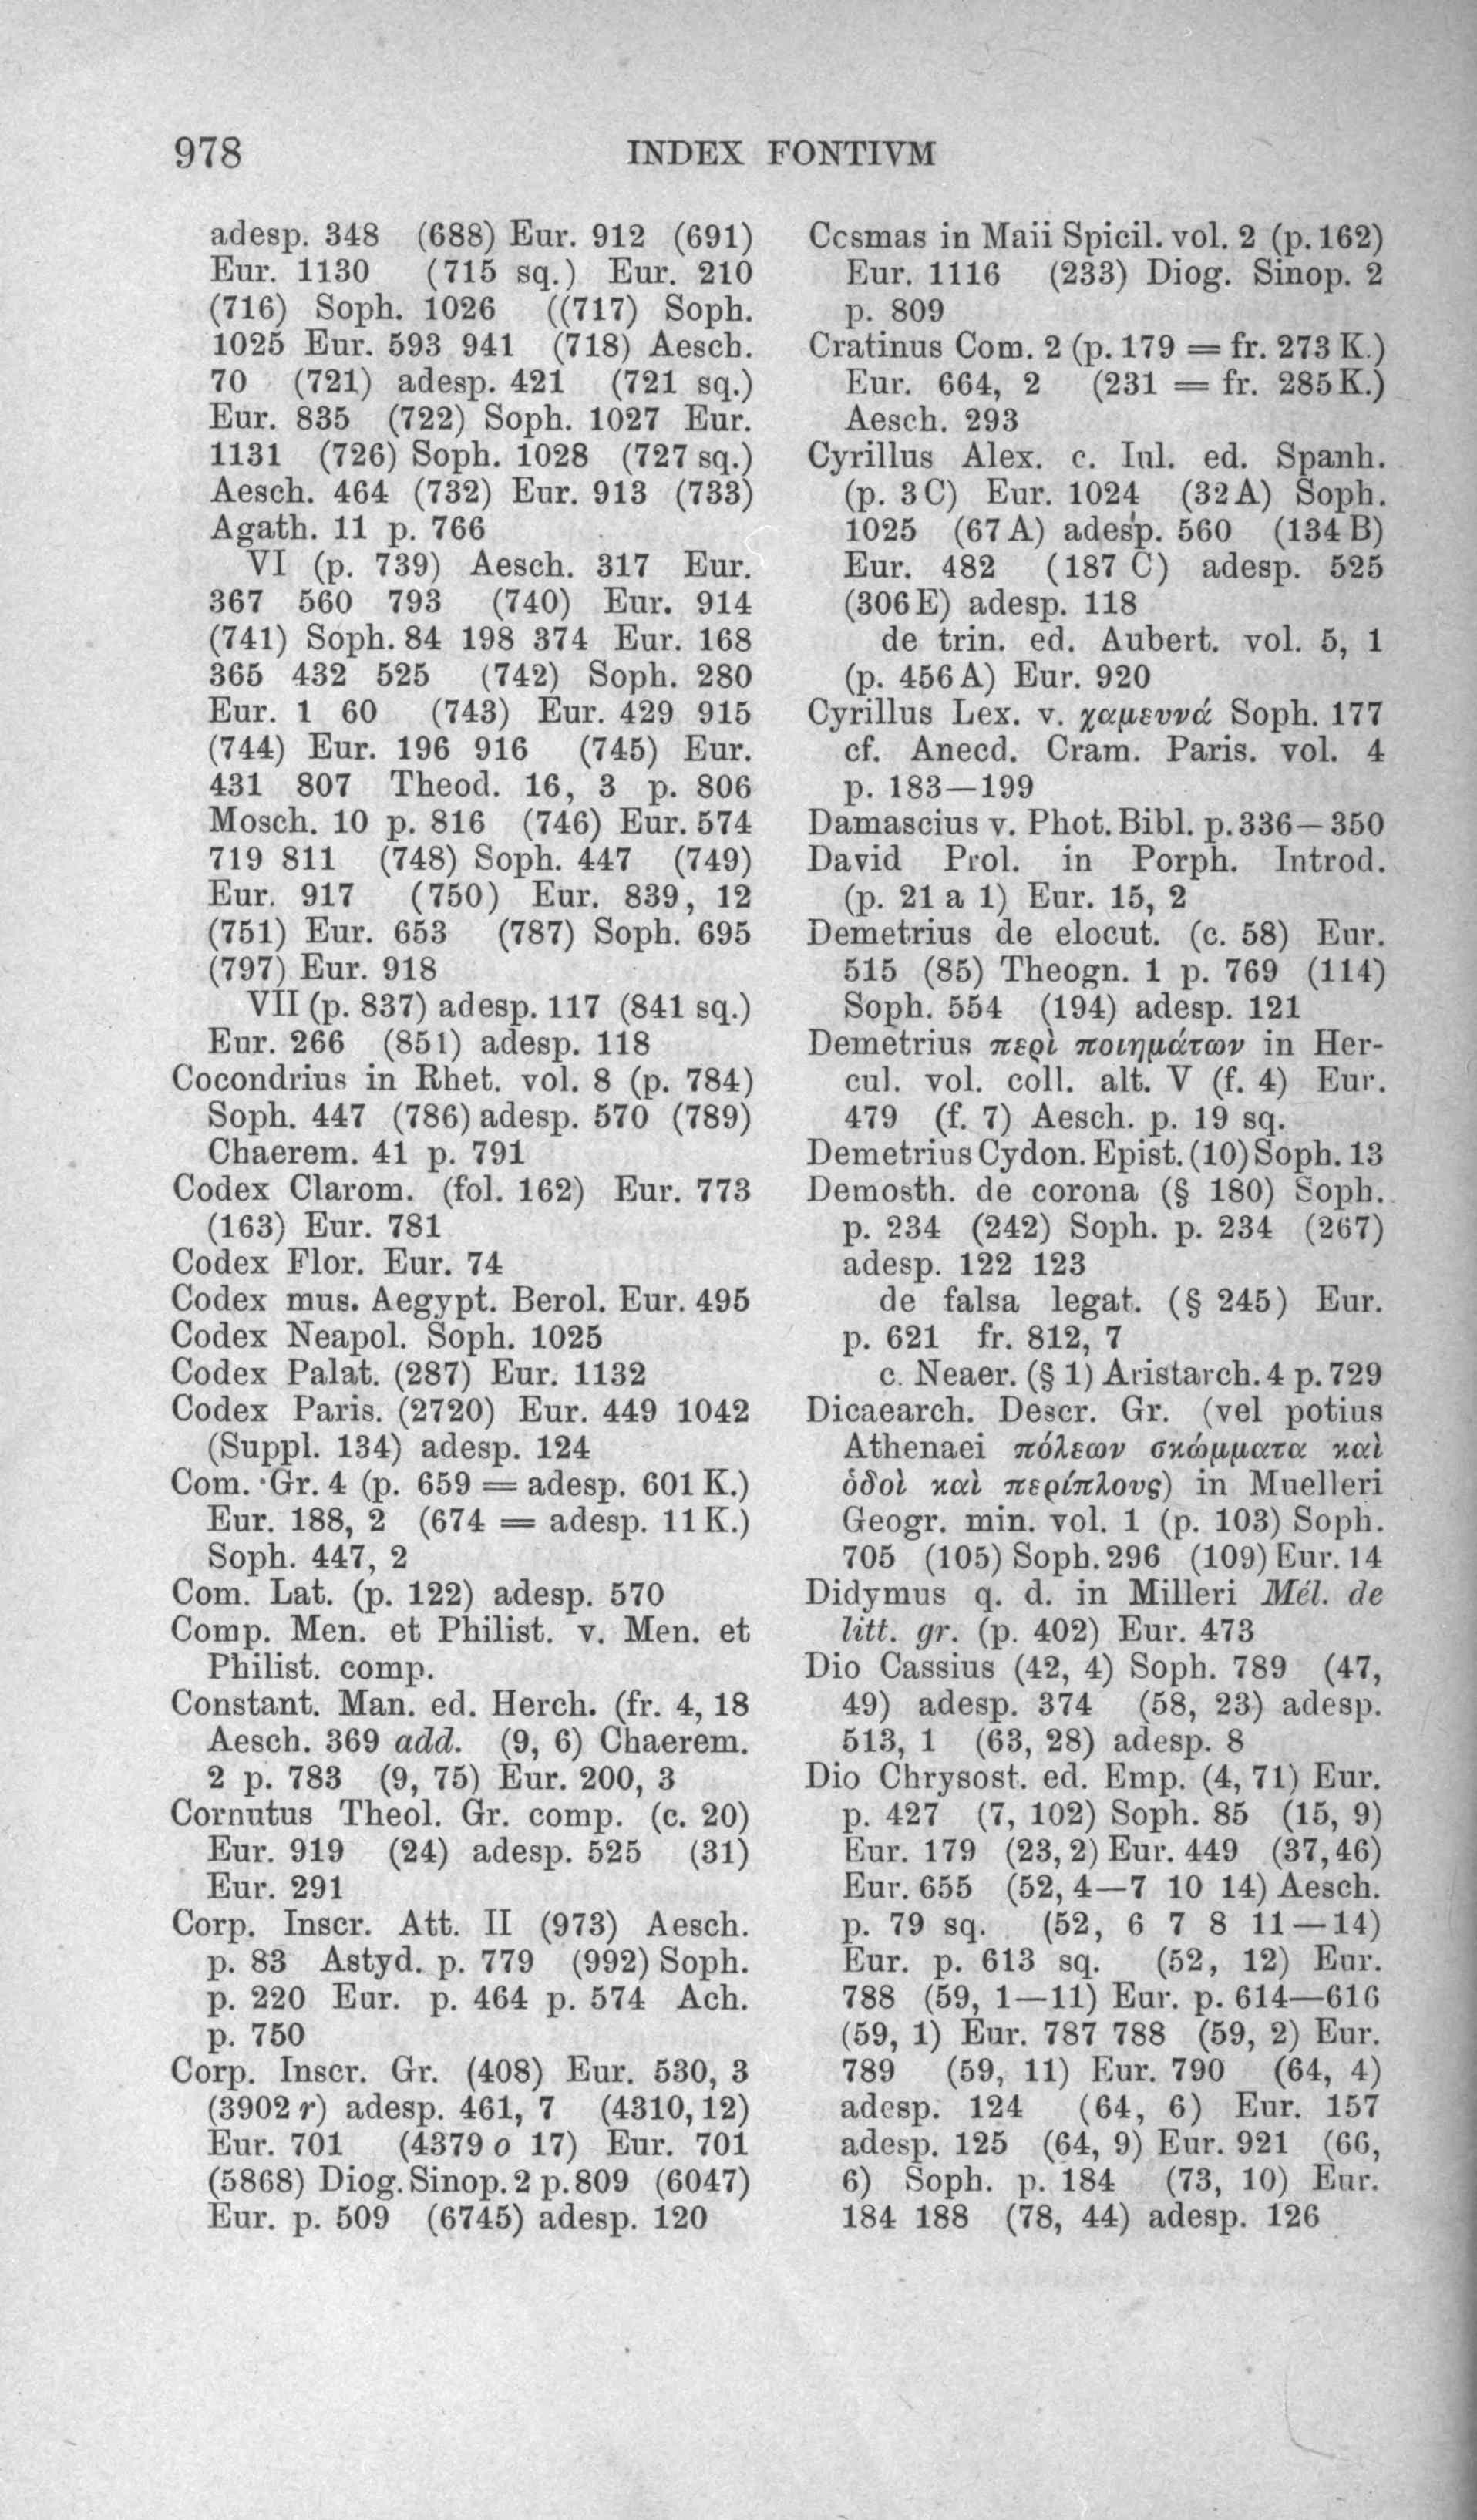 978
INDEX FONTIVM
adesp. 348 (688) Eur. 912 (691)
Eur. 1130 (715 sq.) Eur. 210
(716) Soph. 1026 ((717) Soph.
1025 Eur. 593 941 (718) Aesch.
70 (721) adesp. 421 (721 sq.)
Eur. 835 (722) Soph. 1027 Eur.
1131 (726) Soph. 1028 (727 sq.)
Aesch. 464 (732) Eur. 913 (733)
Agath. 11 p. 766
VI (p. 739) Aesch. 317 Eur.
367 560 793 (740) Eur. 914
(741) Soph. 84 198 374 Eur. 168
365 432 525 (742) Soph. 280
Eur. 1 60 (743) Eur. 429 915
(744) Eur. 196 916 (745) Eur.
431 807 Theod. 16, 3 p. 806
Mosch. 10 p. 816 (746) Eur. 574
719 811 (748) Soph. 447 (749)
Eur. 917 (750) Eur. 839, 12
(751) Eur. 653 (787) Soph. 695
(797) Eur. 918
VII (p. 837) adesp. 117 (841 sq.)
Eur. 266 (851) adesp. 118
Cocondrius in Rhet. vol. 8 (p. 784)
Soph. 447 (786) adesp. 570 (789)
Chaerem. 41 p. 791
Codex Clarom. (fol. 162) Eur. 773
(163) Eur. 781
Codex Flor. Eur. 74
Codex mus. Aegypt. Berol. Eur. 495
Codex Neapol. Soph. 1025
Codex Palat. (287) Eur. 1132
Codex Paris. (2720) Eur. 449 1042
(Suppl. 134) adesp. 124
Com. Gr. 4 (p. 659 = adesp. 601 K.)
Eur. 188, 2 (674 = adesp. 11 K.)
Soph. 447, 2
Com. Lat. (p. 122) adesp. 570
Comp. Men. et Philist. v. Men. et
Philist. comp.
Constant. Man. ed. Herch. (fr. 4, 18
Aesch. 369 add. (9, 6) Chaerem.
2 p. 783 (9, 75) Eur. 200, 3
Cornutus Theol. Gr. comp. (c. 20)
Eur. 919 (24) adesp. 525 (31)
Eur. 291
Corp. Inscr. Att. II (973) Aesch.
p. 83 Astyd. p. 779 (992) Soph.
p. 220 Eur. p. 464 p. 574 Ach.
p. 750
Corp. Inscr. Gr. (408) Eur. 530, 3
(3902 r) adesp. 461, 7 (4310, 12)
Eur. 701 (4379 o 17) Eur. 701
(5868) Diog. Sinop. 2 p. 809 (6047)
Eur. p. 509 (6745) adesp. 120
Ccsmas in Maii Spicil. vol. 2 (p. 162)
Eur. 1116 (233) Diog. Sinop. 2
p. 809
Cratinus Com. 2 (p. 179 = fr. 273 K.)
Eur. 664, 2 (231 = fr. 285 K.)
Aesch. 293
Cyrillus Alex. c. Iul. ed. Spanh.
(p. 3 C) Eur. 1024 (32 A) Soph.
1025 (67 A) adesp. 560 (134 B)
Eur. 482 (187 C) adesp. 525
(306 E) adesp. 118
de trin. ed. Aubert. vol. 5, 1
(p. 456 A) Eur. 920
Cyrillus Lex. v. χαμευνά Soph. 177
cf. Anecd. Cram. Paris. vol. 4
p. 183—199
Damascius v. Phot. Bibl. p. 336—350
David Prol. in Porph. Introd.
(p. 21 a 1) Eur. 15, 2
Demetrius de elocut. (c. 58) Eur.
515 (85) Theogn. 1 p. 769 (114)
Soph. 554 (194) adesp. 121
Demetrius περὶ ποιημάτων in Her-
cul. vol. coll. alt. V (f. 4) Eur.
479 (f. 7) Aesch. p. 19 sq.
Demetrius Cydon. Epist. (10) Soph. 13
Demosth. de corona (§ 180) Soph.
p. 234 (242) Soph. p. 234 (267)
adesp. 122 123
de falsa legat. (§ 245) Eur.
p. 621 fr. 812, 7
c. Neaer. (§ 1) Aristarch. 4 p. 729
Dicaearch. Descr. Gr. (vel potius
Athenaei πόλεων σκώμματα καὶ
ὁδοὶ καὶ περίπλους) in Muelleri
Geogr. min. vol. 1 (p. 103) Soph.
705 (105) Soph. 296 (109) Eur. 14
Didymus q. d. in Milleri Mél. de
litt. gr. (p. 402) Eur. 473
Dio Cassius (42, 4) Soph. 789 (47,
49) adesp. 374 (58, 23) adesp.
513, 1 (63, 28) adesp. 8
Dio Chrysost. ed. Emp. (4, 71) Eur.
p. 427 (7, 102) Soph. 85 (15, 9)
Eur. 179 (23, 2) Eur. 449 (37, 46)
Eur. 655 (52, 4—7 10 14) Aesch.
p. 79 sq. (52, 6 7 8 11—14)
Eur. p. 613 sq. (52, 12) Eur.
788 (59, 1—11) Eur. p. 614—616
(59, 1) Eur. 787 788 (59, 2) Eur.
789 (59, 11) Eur. 790 (64, 4)
adesp. 124 (64, 6) Eur. 157
adesp. 125 (64, 9) Eur. 921 (66,
6) Soph. p. 184 (73, 10) Eur.
184 188 (78, 44) adesp. 126